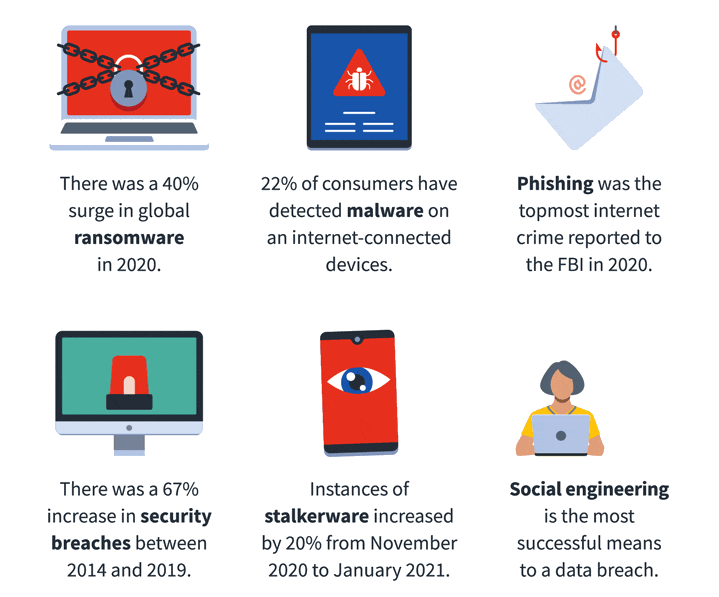 @
There was a 40%
surge in global
ransomware
in 2020.
22% of consumers have
detected malware on
an internet-connected
devices.
Phishing was the
topmost internet
crime reported to
the FBI in 2020.
There was a 67%
increase in security
breaches between
2014 and 2019.
Instances of
stalkerware increased
by 20% from November
2020 to January 2021.
Social engineering
is the most
successful means
to a data breach.